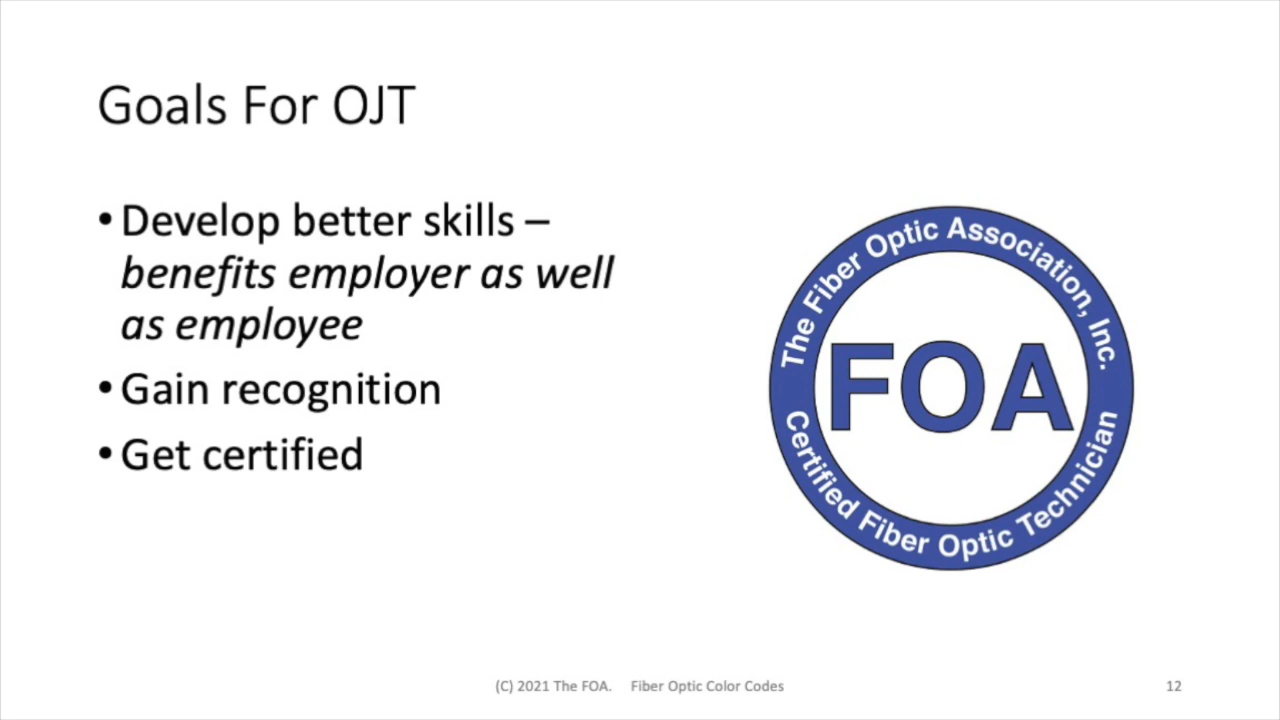 Goals For OJT
• Develop better skills –
benefits employer as well
as employee
• Gain recognition
• Get certified
The Fiber Optic Association, Inc.
FOA
Certified Fiber Optic Technician
(C) 2021 The FOA. Fiber Optic Color Codes
12